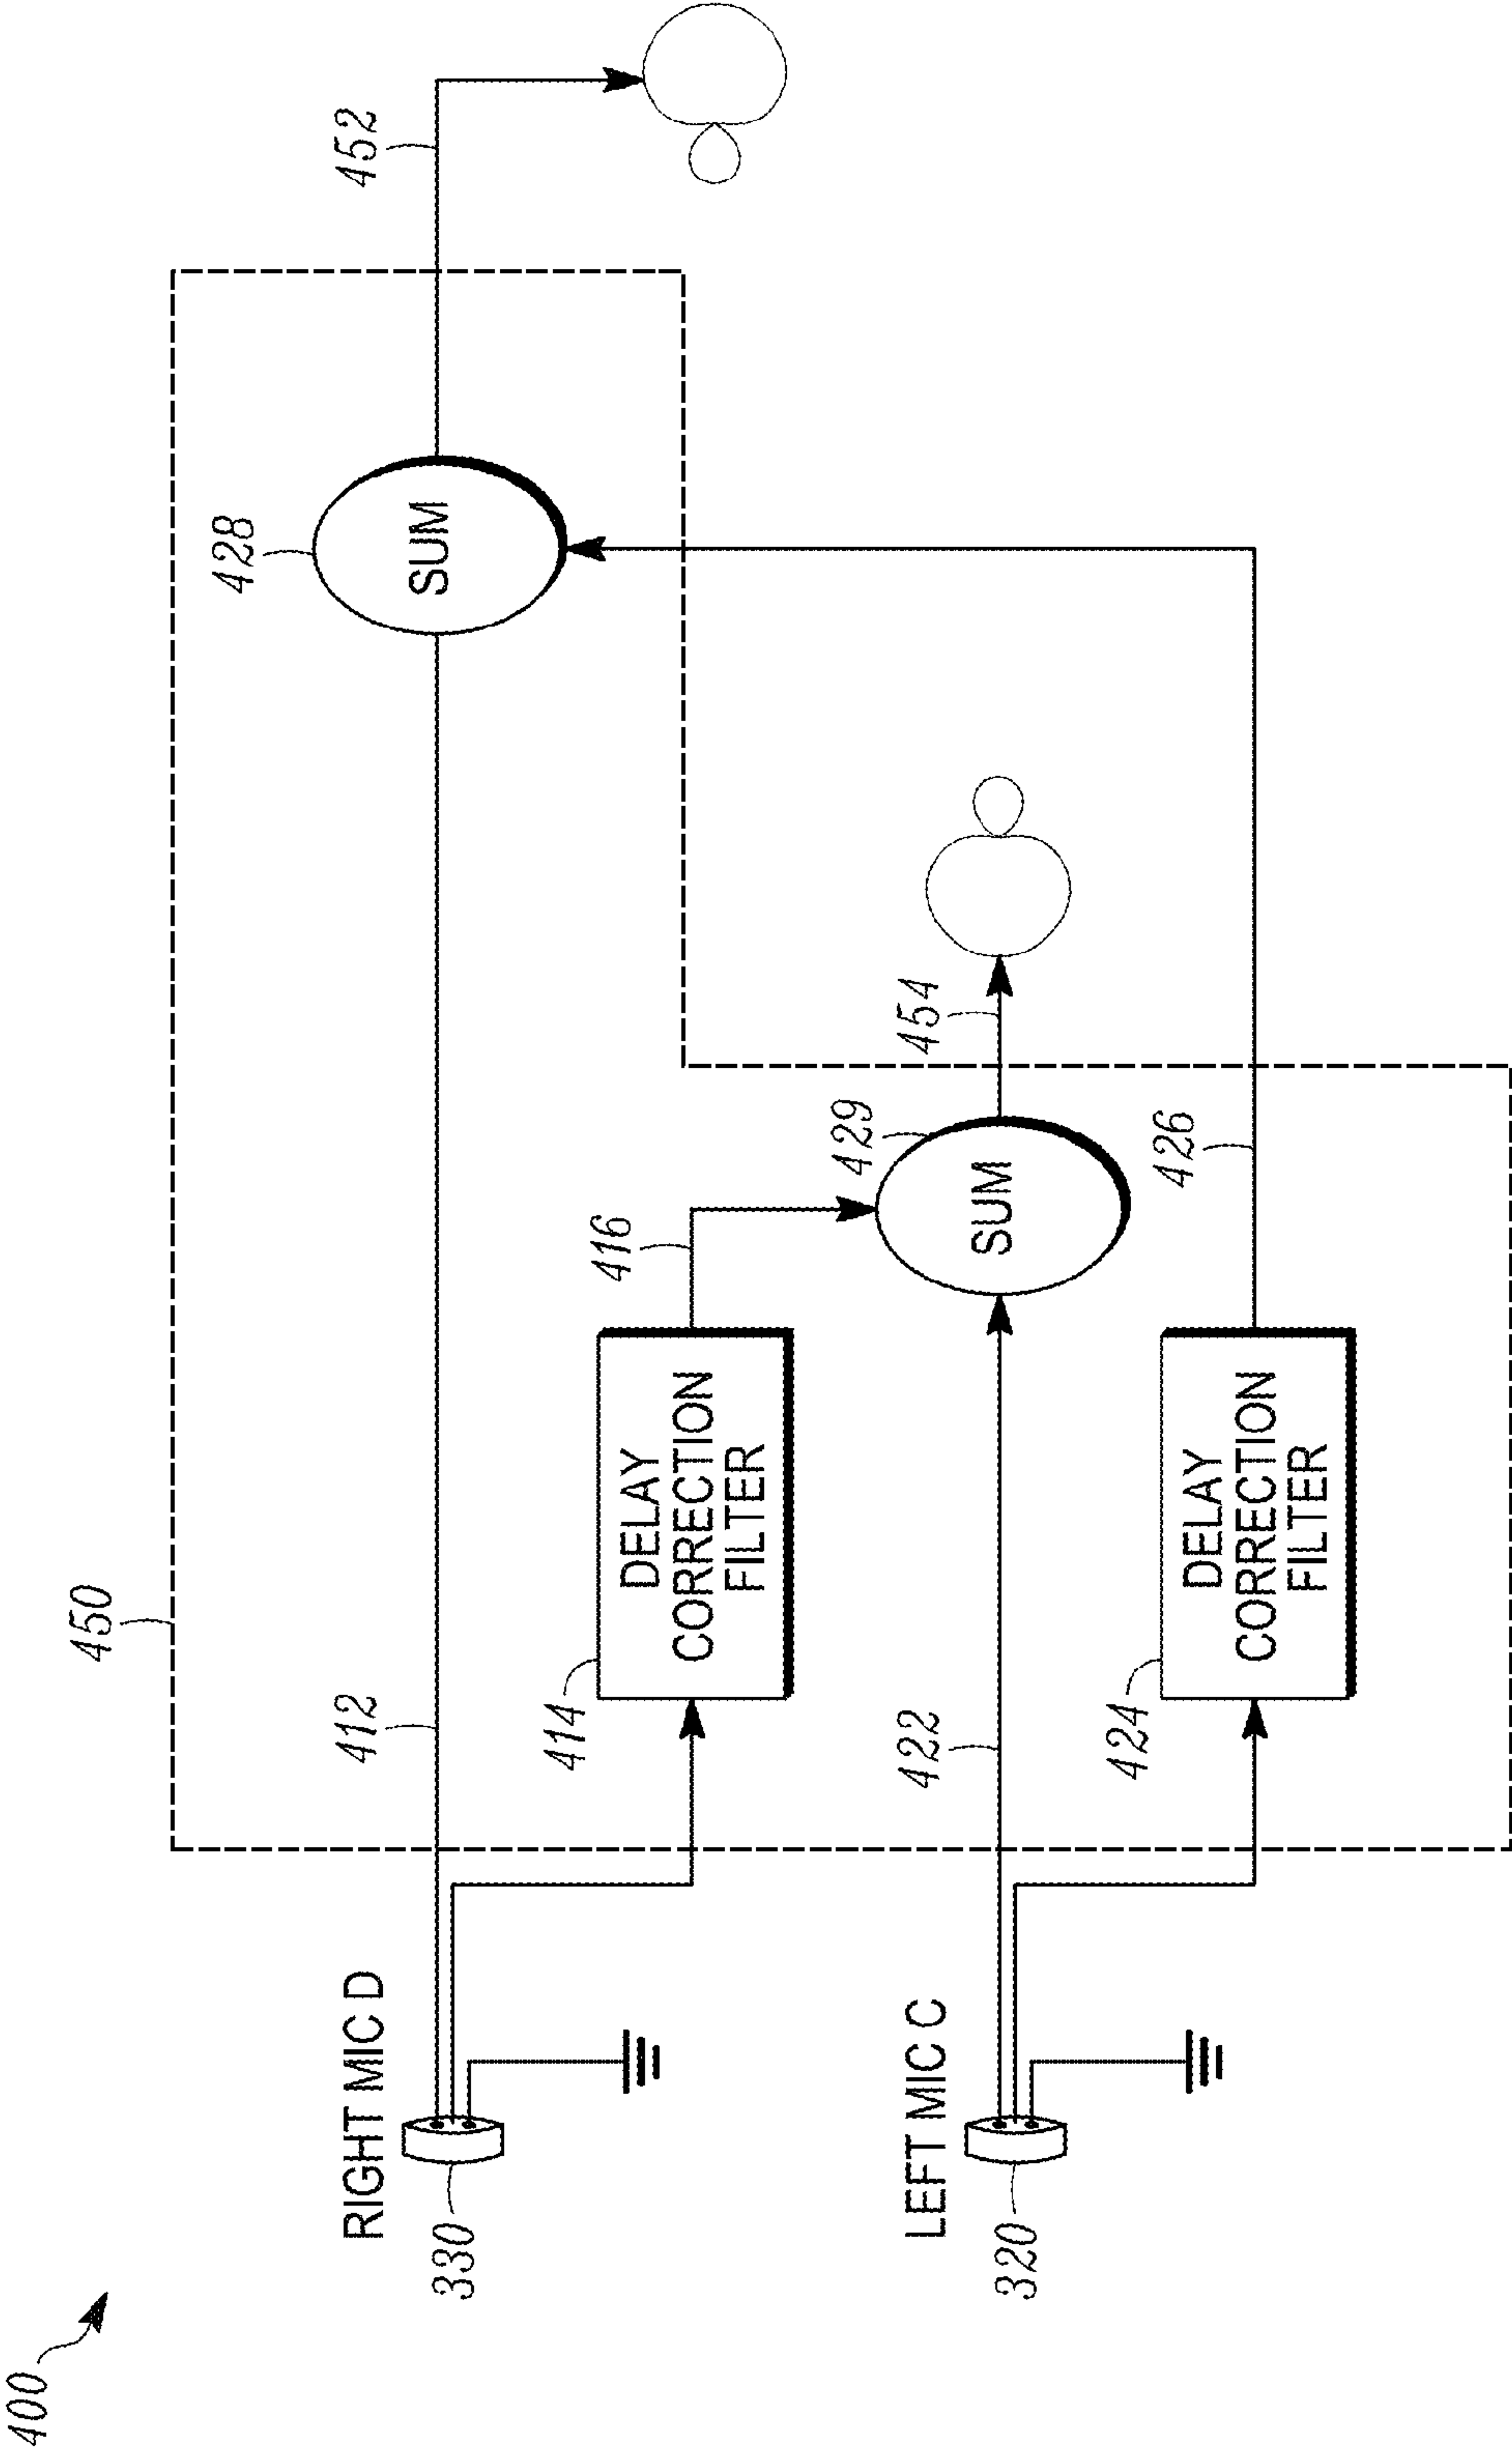 400
450
RIGHT MIC D
330
412
428
452
414
DELAY
CORRECTION
FILTER
416
LEFT MIC C
320
422
429
SUM
454
SUM
424
DELAY
CORRECTION
FILTER
426